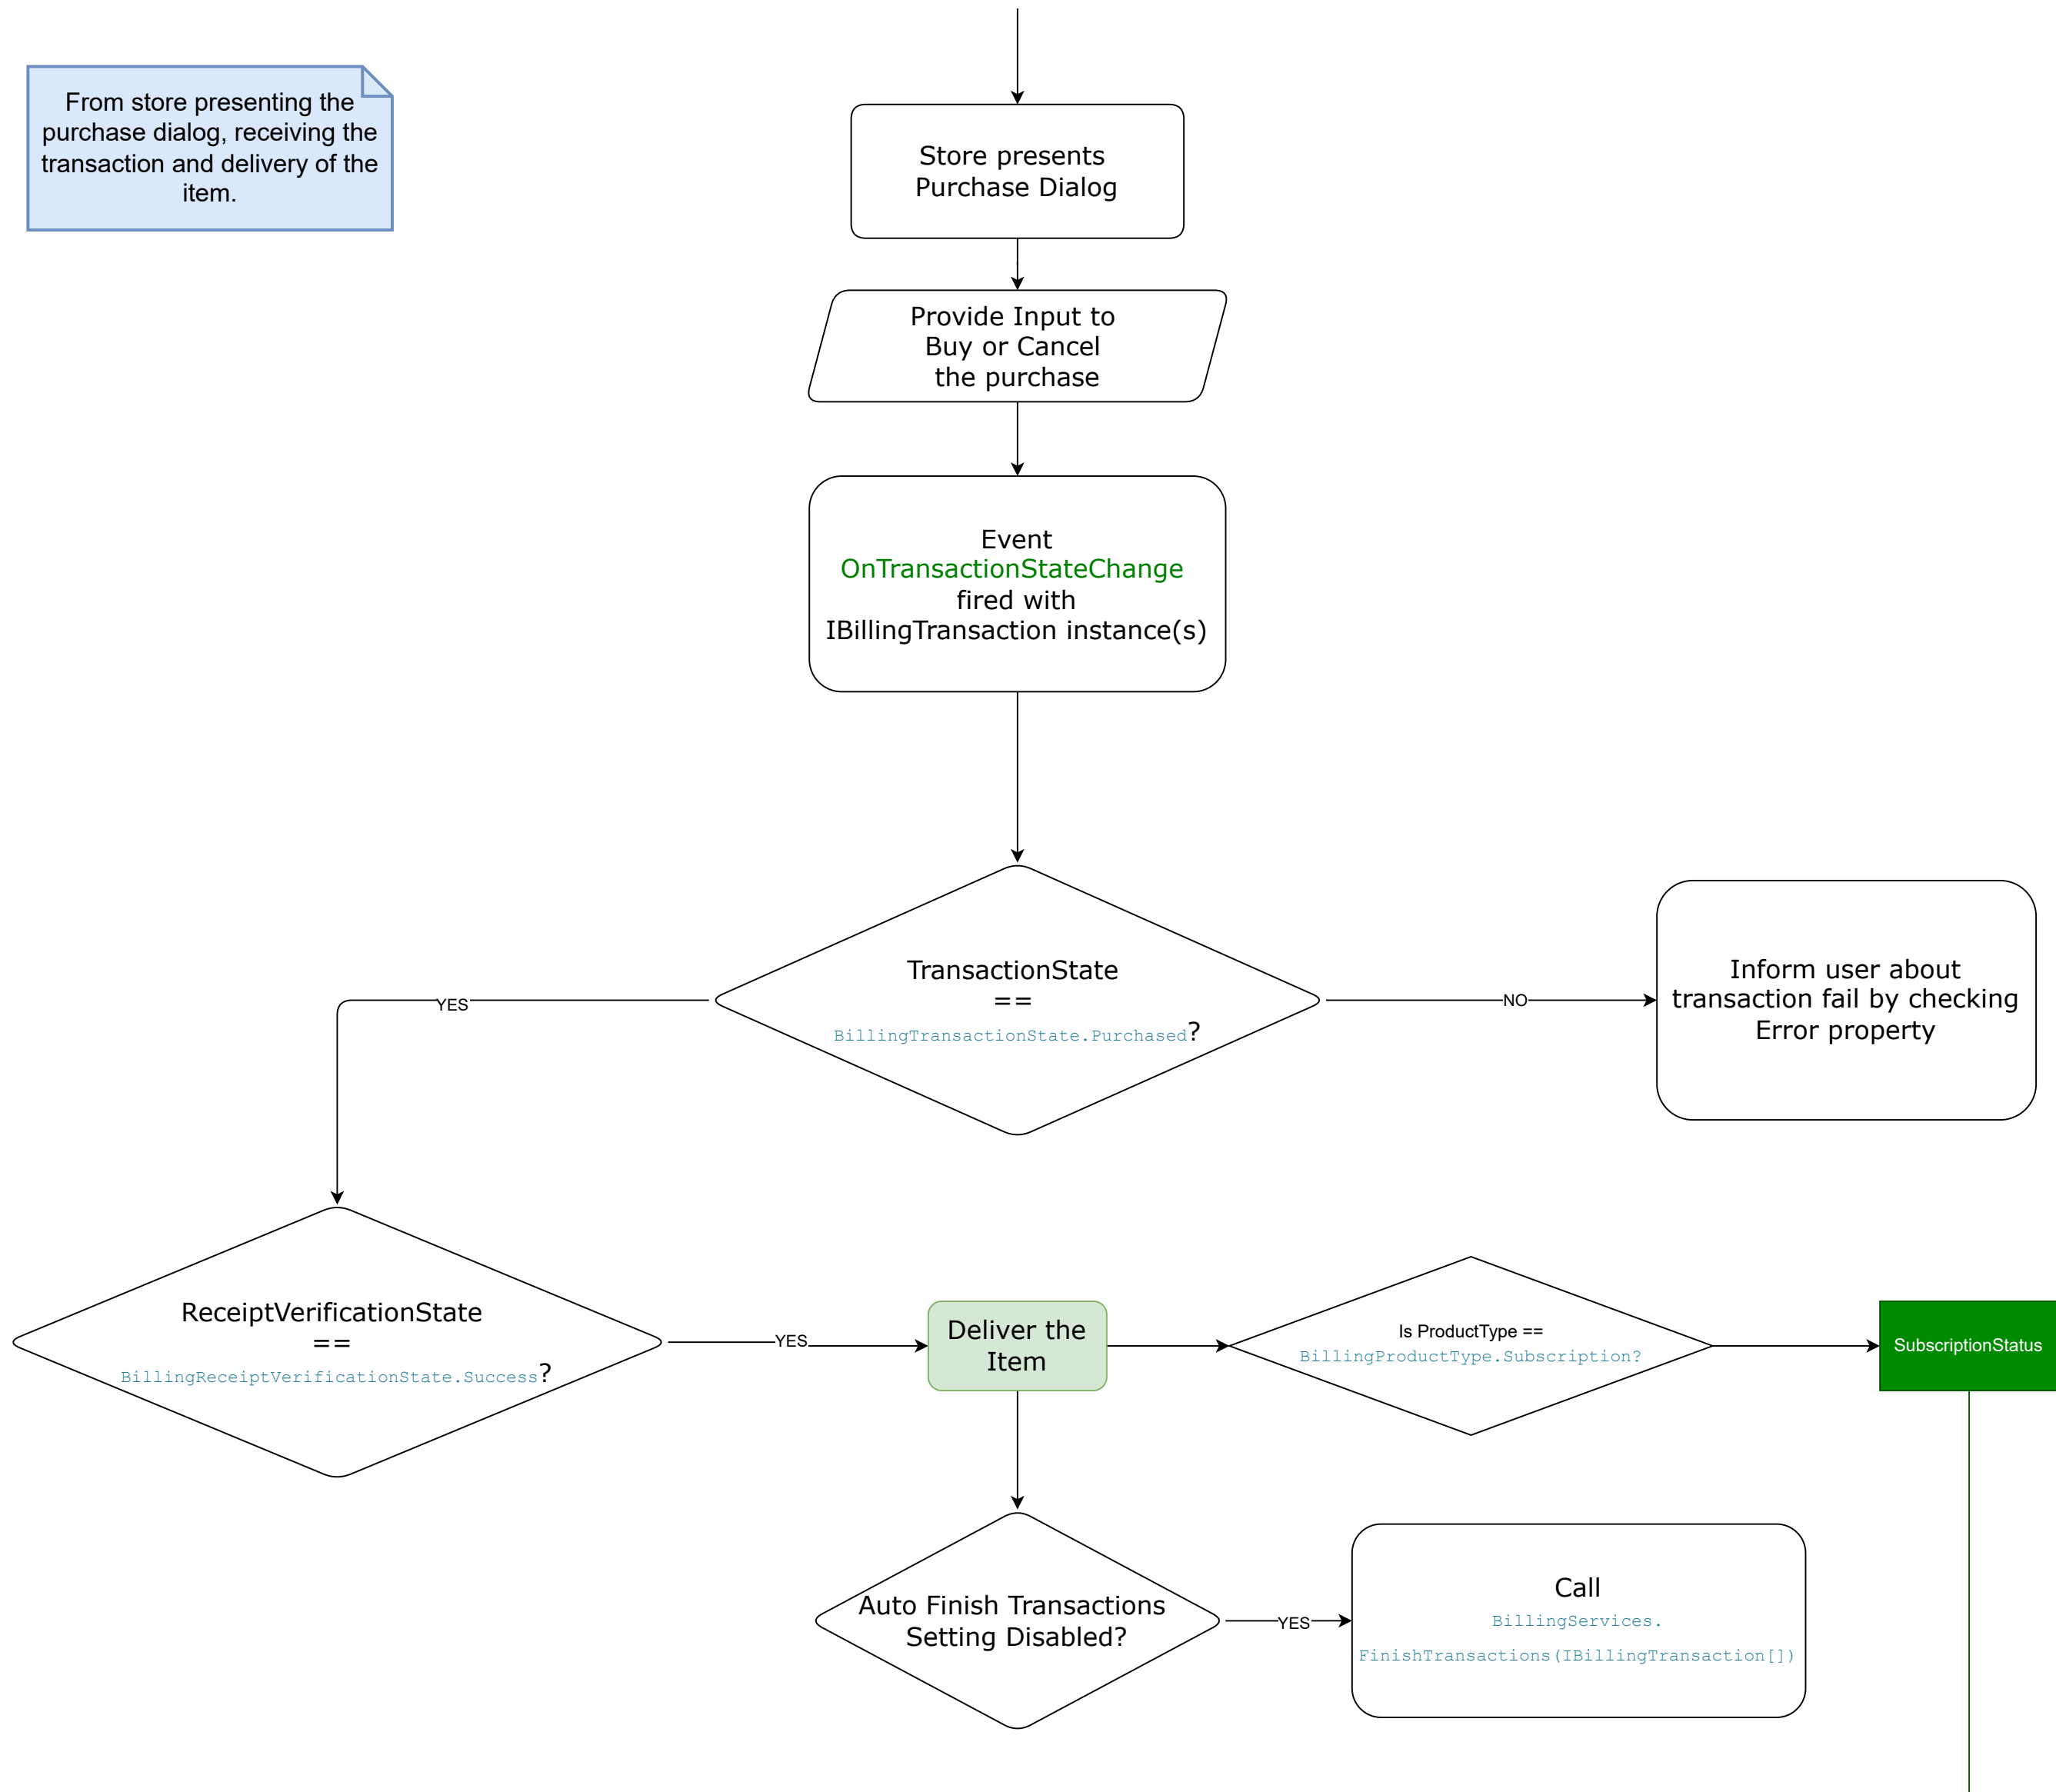 From store presenting the
purchase dialog, receiving the
transaction and delivery of the
item.
Store presents
Purchase Dialog
Provide Input to
Buy or Cancel
the purchase
Event
OnTransactionStateChange
fired with
IBillingTransaction instance(s)
TransactionState
==
BillingTransactionState.Purchased?
YES
NO
Inform user about
transaction fail by checking
Error property
ReceiptVerificationState
==
BillingReceiptVerificationState.Success?
YES
Deliver the
Item
Is ProductType ==
BillingProductType.Subscription?
SubscriptionStatus
Auto Finish Transactions
Setting Disabled?
YES
Call
BillingServices.
FinishTransactions(IBillingTransaction[])